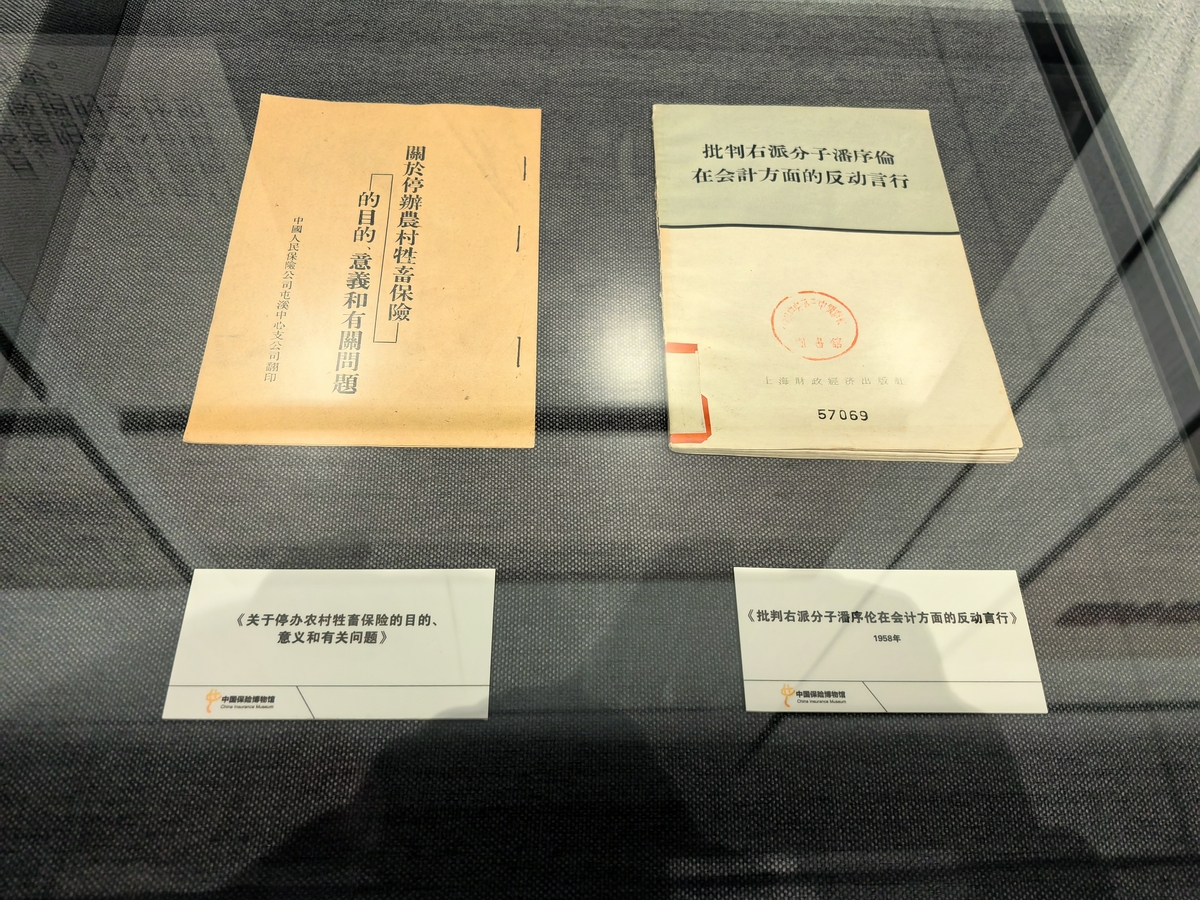 關於停辦農村牲畜保險
的目的、意義和有關問題
中國人民保險公司屯溪中心支公司翻印
批判右派分子潘序倫
在会計方面的反动言行
上海財政經済出版社
57069
《关于停办农村牲畜保险的目的、
意义和有关问题》
中国保险博物馆
China Insurance Museum
《批判右派分子潘序伦在会计方面的反动言行》
1958年
中国保险博物馆
China Insurance Museum